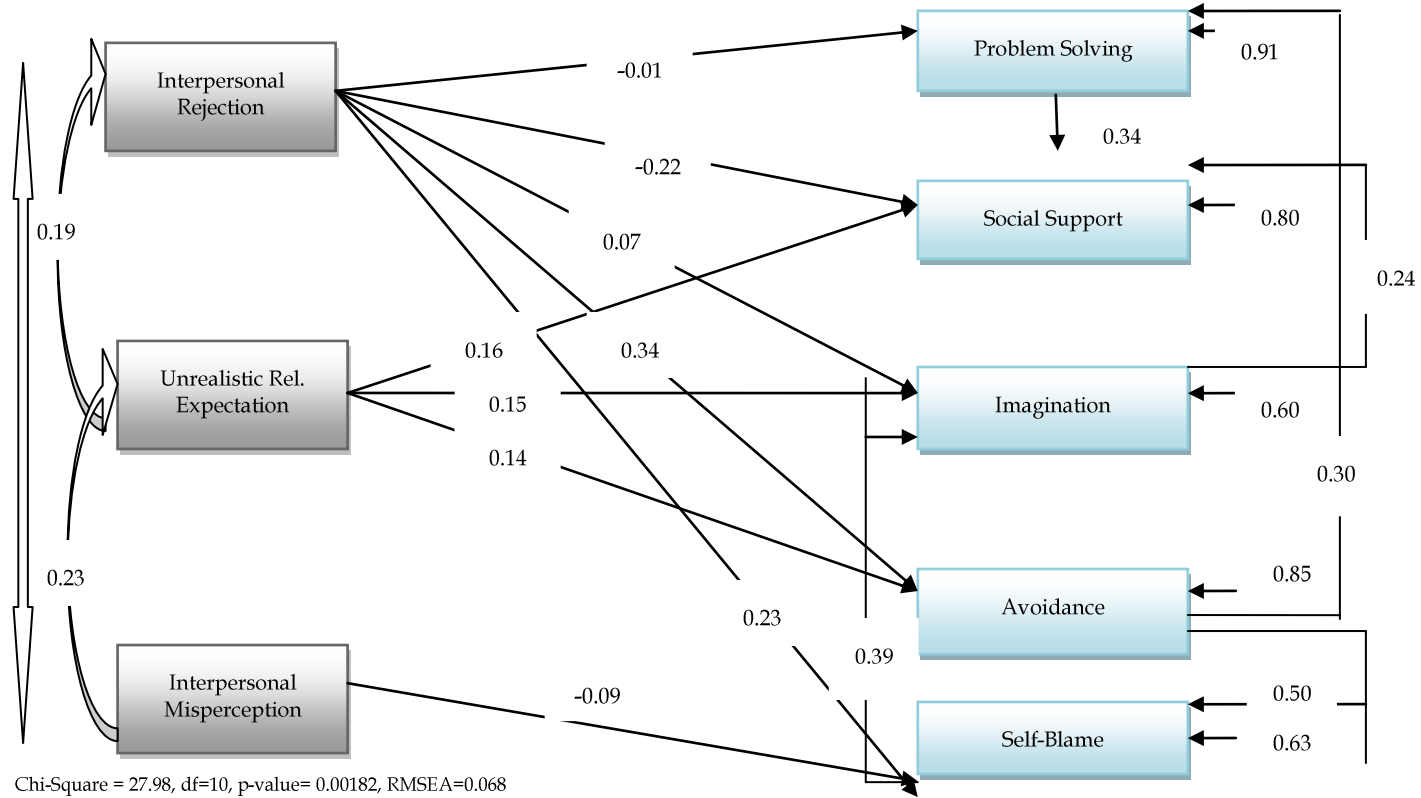 Problem Solving
0.91
Interpersonal
Rejection
-0.01
0.34
-0.22
Social Support
0.80
0.19
0.07
0.24
0.16
0.34
Unrealistic Rel.
Expectation
0.15
Imagination
0.60
0.14
0.30
0.23
0.85
Avoidance
0.23
0.39
Interpersonal
Misperception
-0.09
0.50
Self-Blame
0.63
Chi-Square = 27.98, df=10, p-value= 0.00182, RMSEA=0.068